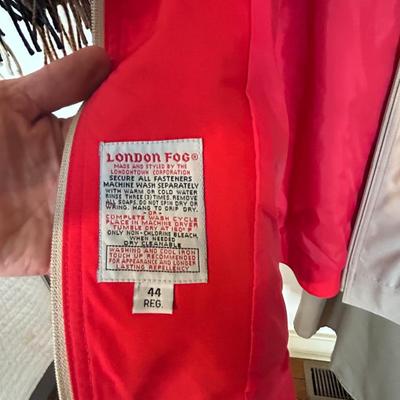 LONDON FOG®
MADE AND STYLED BY THE
LONDONTOWN CORPORATION
SECURE ALL FASTENERS
MACHINE WASH SEPARATELY
WITH WARM OR COLD WATER
RINSE THREE (3) TIMES. REMOVE
ALL SOAPS. DO NOT SPIN DRY OR
WRING. HANG TO DRIP DRY.
-OR-
COMPLETE WASH CYCLE
PLACE IN MACHINE DRYER
TUMBLE DRY AT 160° F
ONLY NON-CHLORINE BLEACH,
WHEN NEEDED
DRY CLEANABLE
WASHING AND COOL IRON
TOUCH UP RECOMMENDED
FOR APPEARANCE AND LONGER
LASTING REPELLENCY
44
REG.